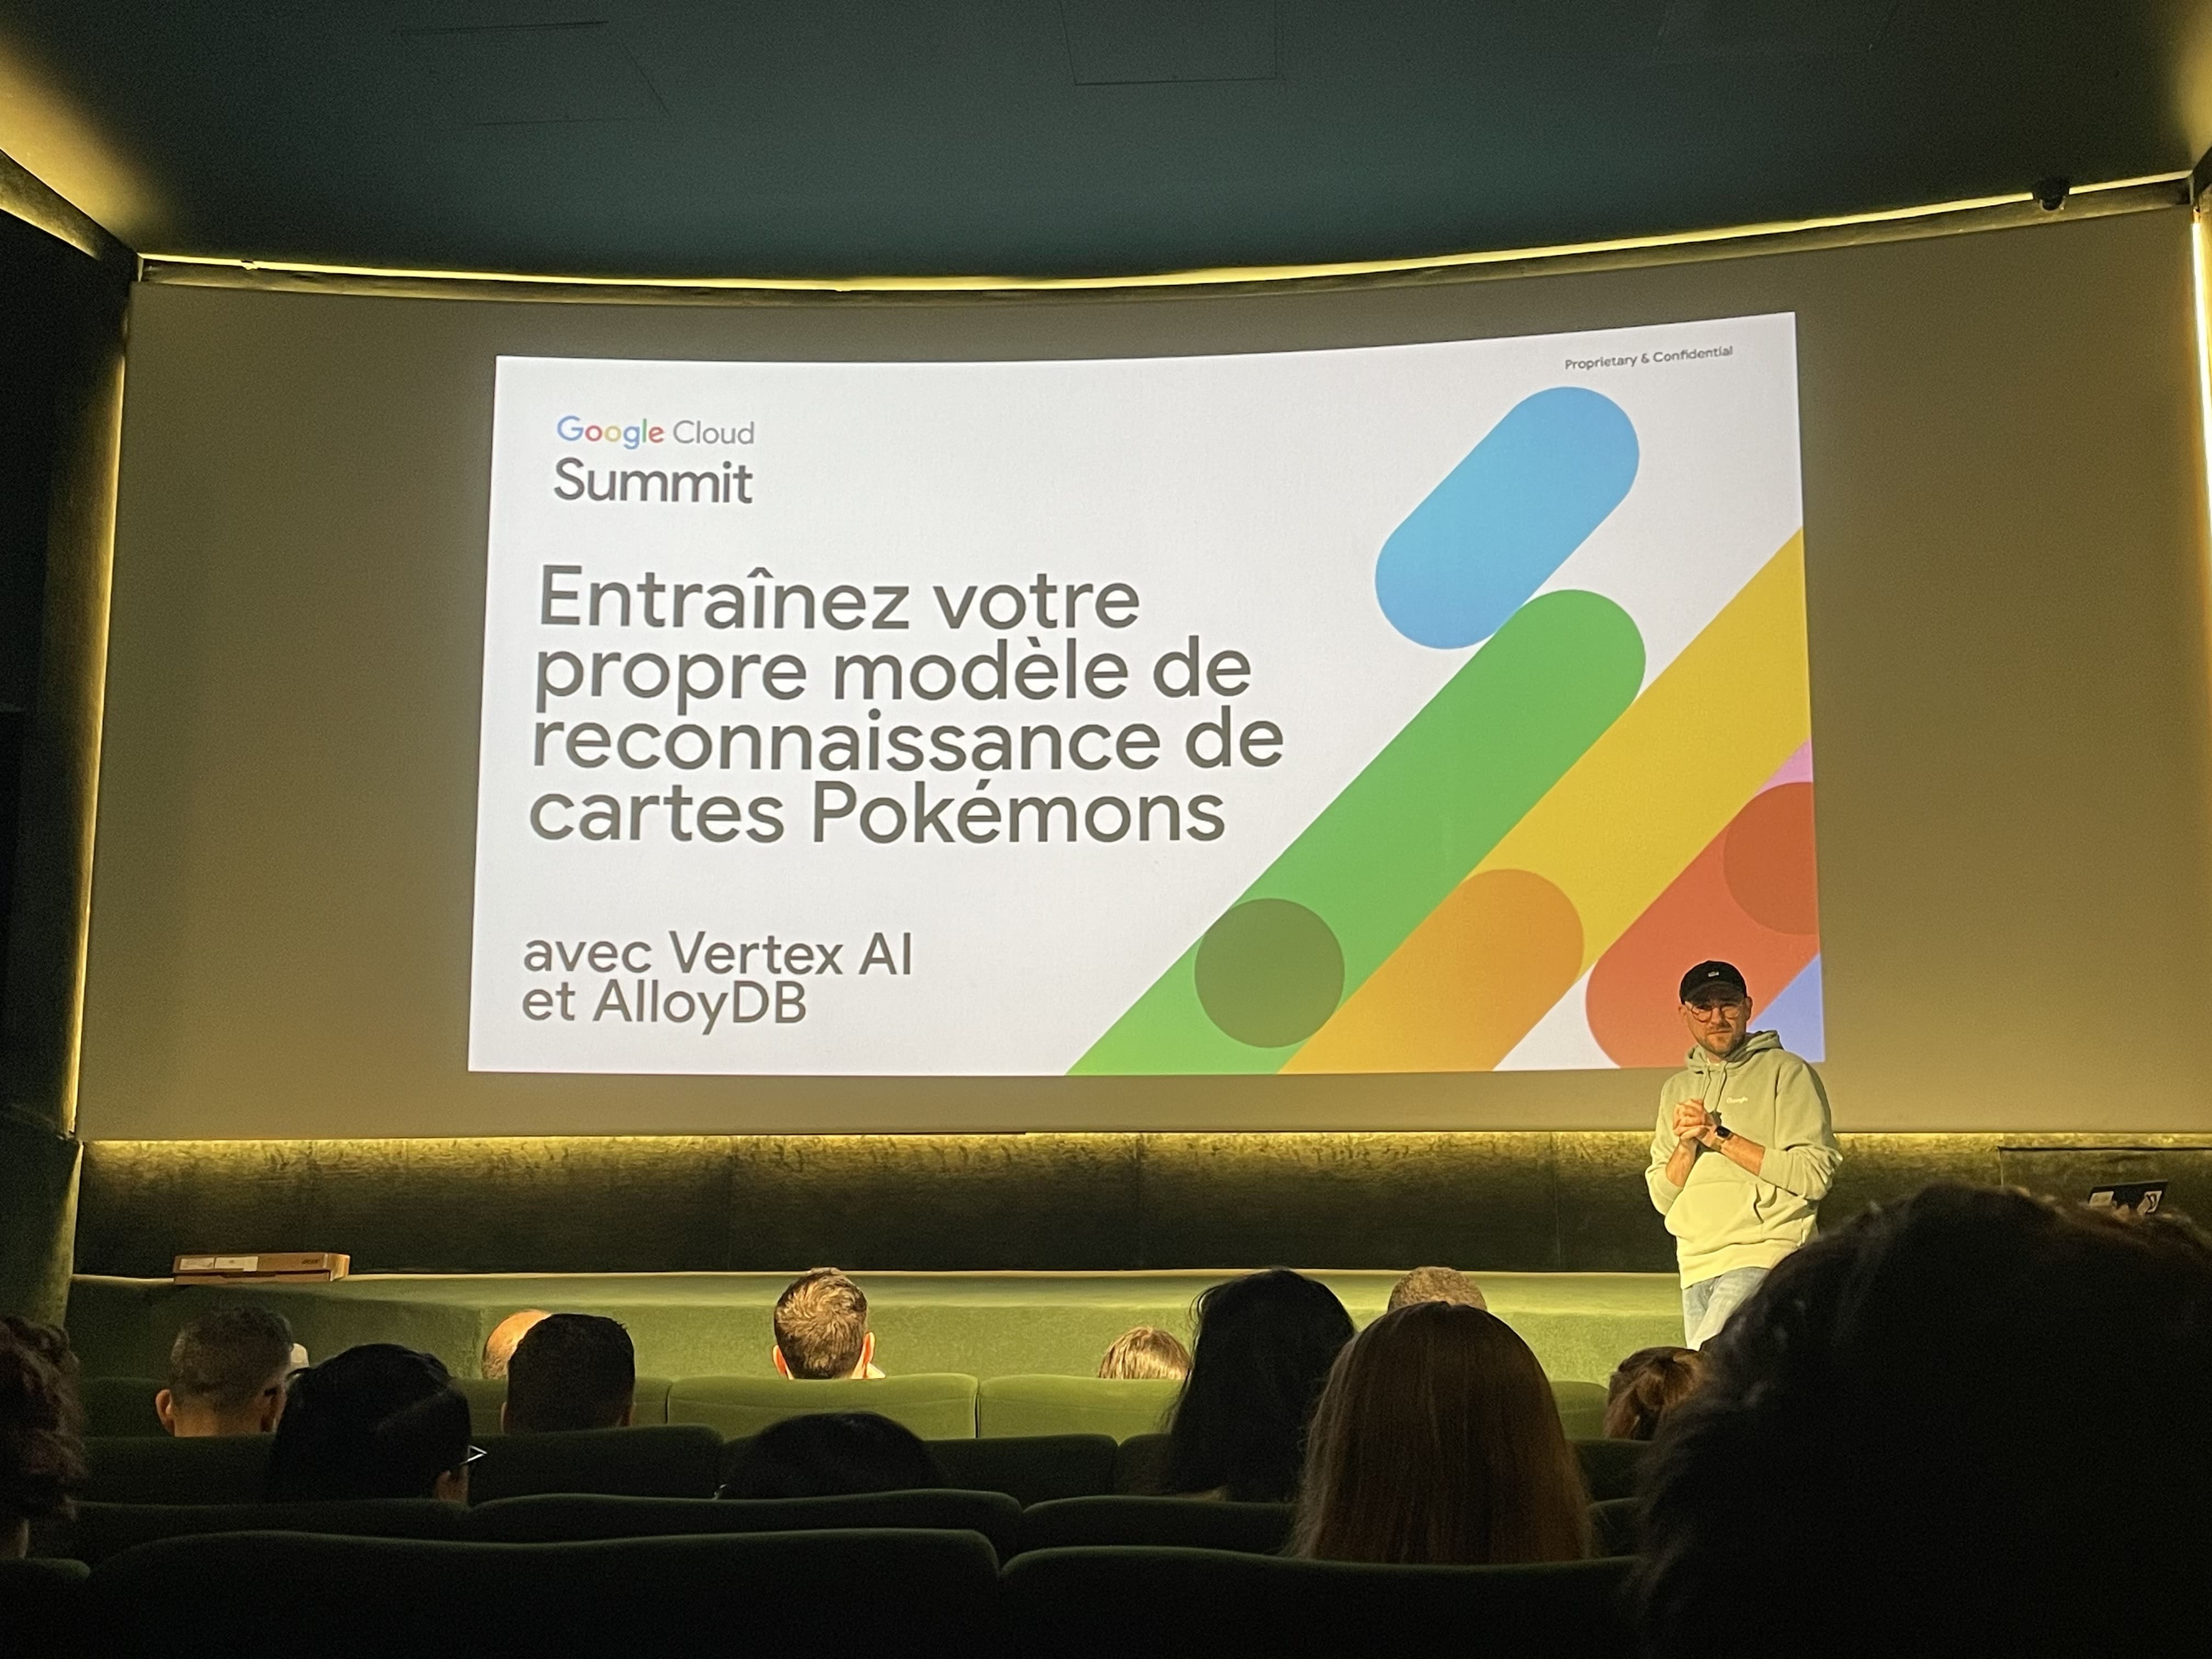 Proprietary & Confidential
Google Cloud
Summit
Entraînez votre
propre modèle de
reconnaissance de
cartes Pokémons
avec Vertex AI
et AlloyDB
Google